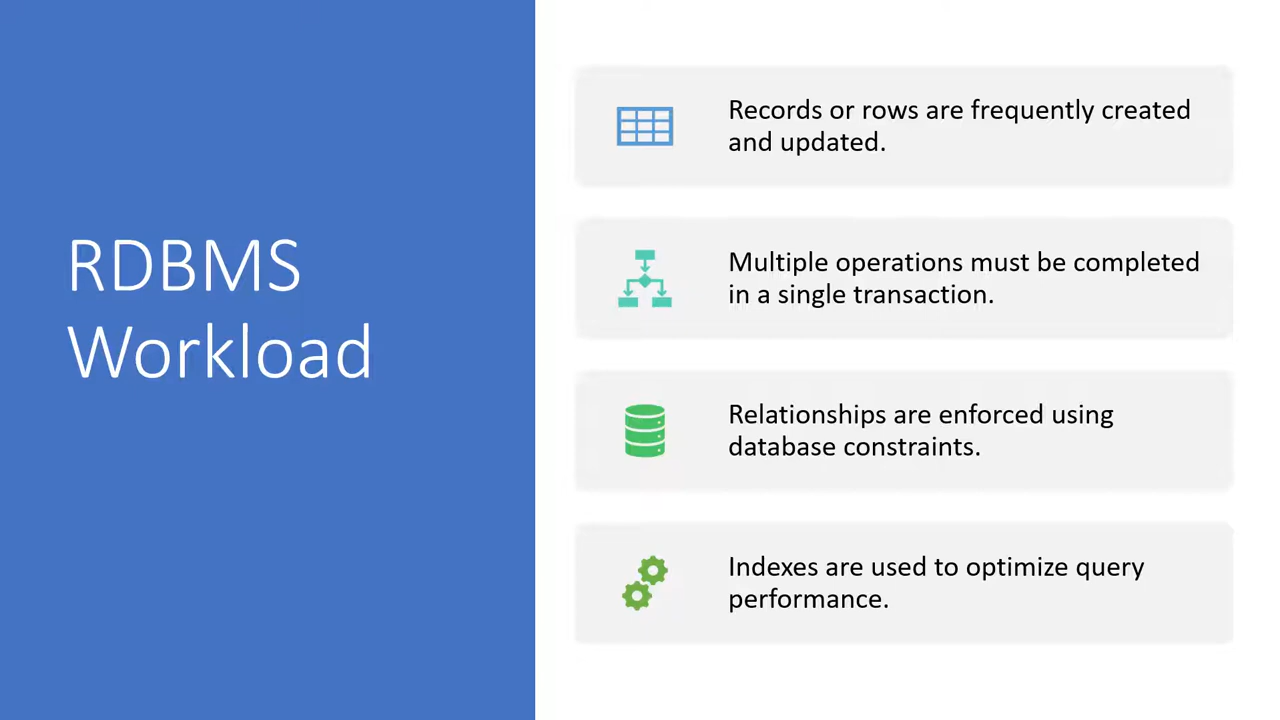 RDBMS
Workload
Records or rows are frequently created
and updated.
Multiple operations must be completed
in a single transaction.
Relationships are enforced using
database constraints.
Indexes are used to optimize query
performance.